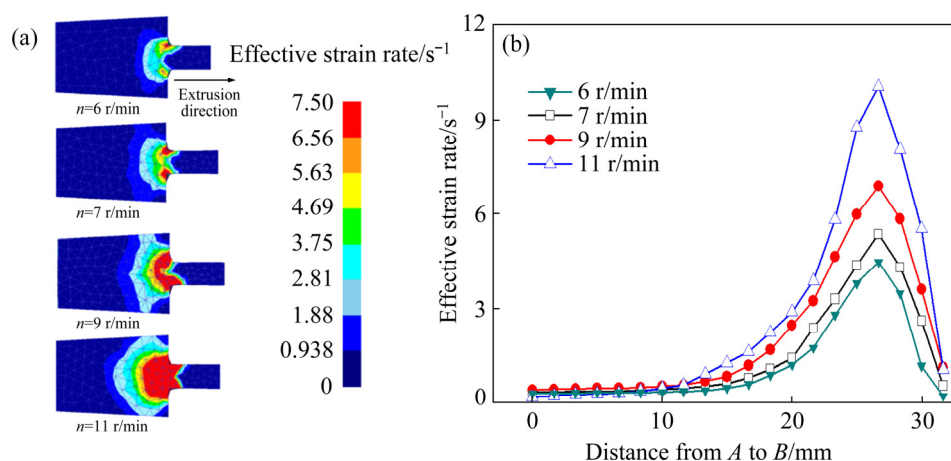 (a)
Effective strain rate/s⁻¹
Extrusion
direction
n=6 r/min
n=7 r/min
n=9 r/min
n=11 r/min
7.50
6.56
5.63
4.69
3.75
2.81
1.88
0.938
0
(b)
6 r/min
7 r/min
9 r/min
11 r/min
Effective strain rate/s⁻¹
12
9
6
3
0
0 10 20 30
Distance from A to B/mm